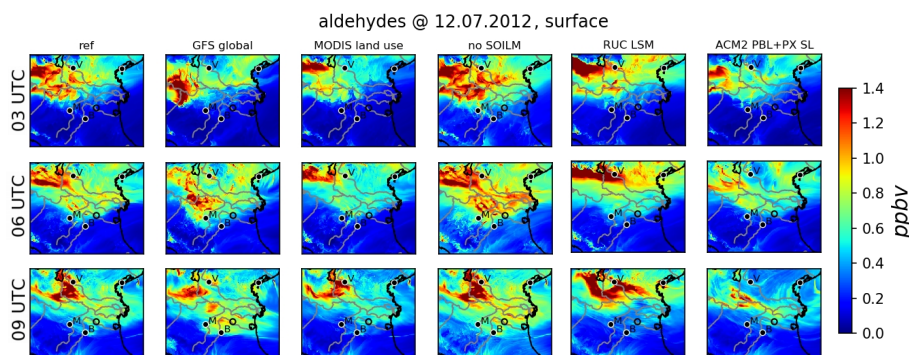 aldehydes @ 12.07.2012, surface
ref GFS global MODIS land use no SOILM RUC LSM ACM2 PBL+PX SL
03 UTC
V V V V V V
M M M M M M
06 UTC
V V V V V V
M M M M M M
B
09 UTC
V V V V V V
M M M M M M
B B B B B B
1.4
1.2
1.0
0.8
0.6
0.4
0.2
0.0
ppbv